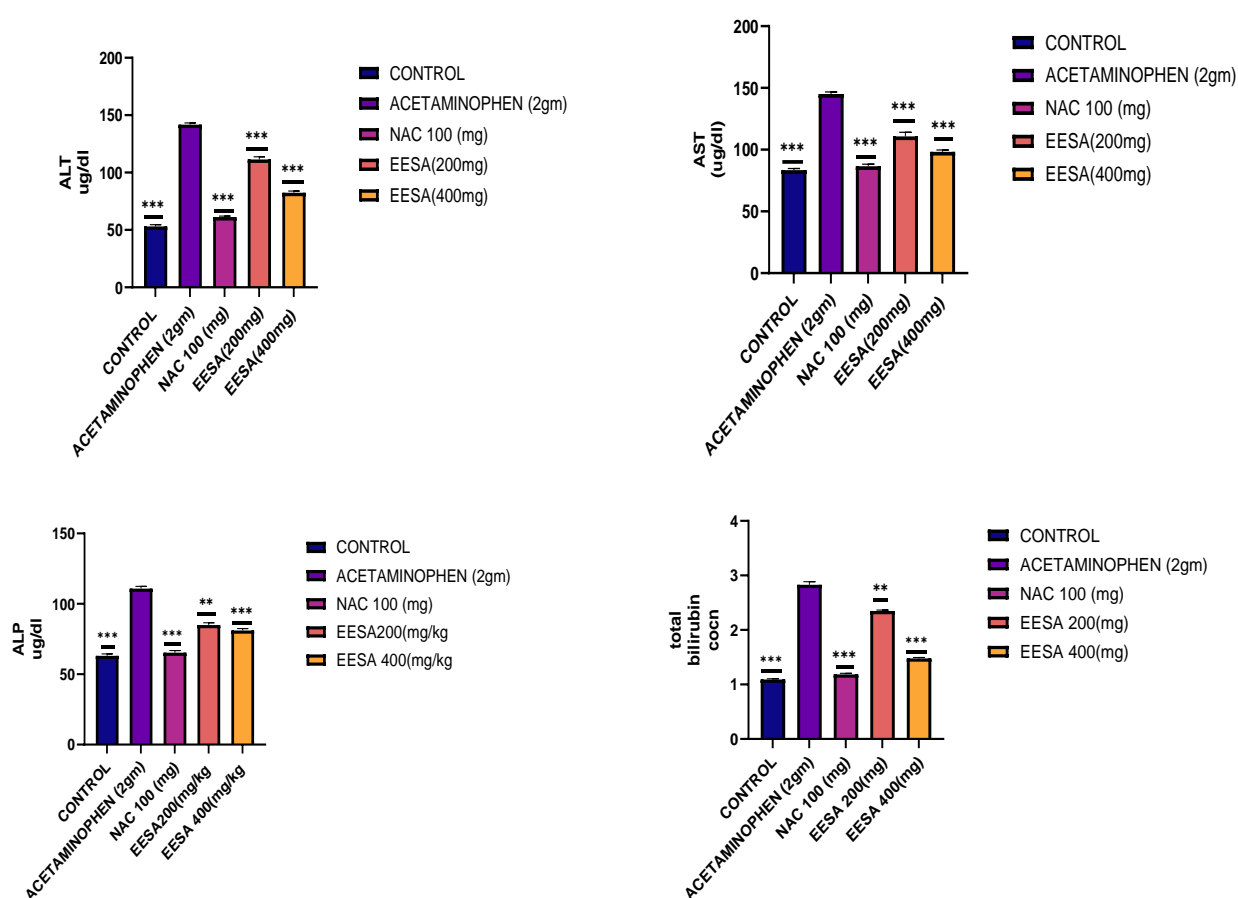 200
150
100
50
0
ALT
ug/dl
***
***
***
***
CONTROL
ACETAMINOPHEN (2gm)
NAC 100 (mg)
EESA(200mg)
EESA(400mg)
CONTROL
ACETAMINOPHEN (2gm)
NAC 100 (mg)
EESA(200mg)
EESA(400mg)
200
150
100
50
0
AST
(ug/dl)
***
***
***
***
CONTROL
ACETAMINOPHEN (2gm)
NAC 100 (mg)
EESA(200mg)
EESA(400mg)
CONTROL
ACETAMINOPHEN (2gm)
NAC 100 (mg)
EESA(200mg)
EESA(400mg)
150
100
50
0
ALP
ug/dl
***
***
**
***
CONTROL
ACETAMINOPHEN (2gm)
NAC 100 (mg)
EESA200(mg/kg
EESA 400(mg/kg
CONTROL
ACETAMINOPHEN (2gm)
NAC 100 (mg)
EESA200(mg/kg
EESA 400(mg/kg
4
3
2
1
0
total
bilirubin
cocn
***
***
**
***
CONTROL
ACETAMINOPHEN (2gm)
NAC 100 (mg)
EESA 200(mg)
EESA 400(mg)
CONTROL
ACETAMINOPHEN (2gm)
NAC 100 (mg)
EESA 200(mg)
EESA 400(mg)